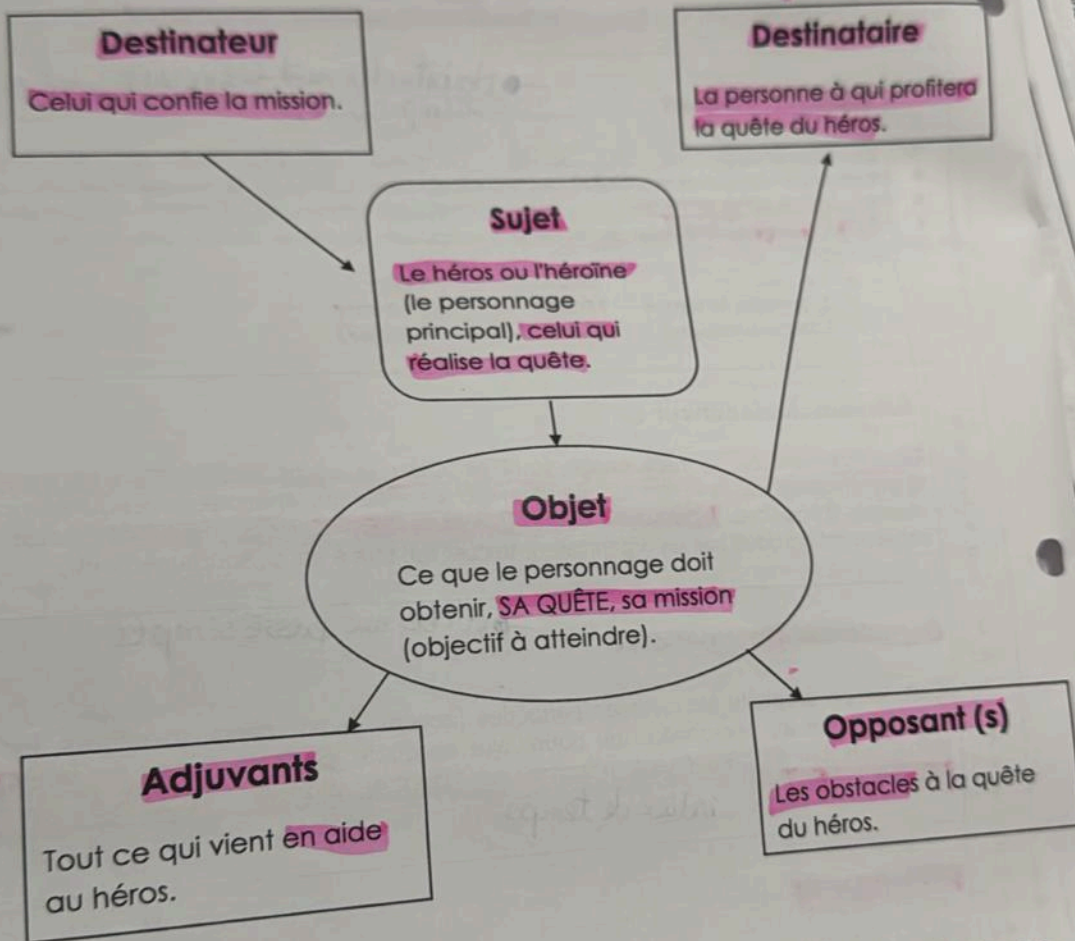 Destinateur
Celui qui confie la mission.
Destinataire
La personne à qui profitera
la quête du héros.
Sujet
Le héros ou l'héroïne
(le personnage
principal), celui qui
réalise la quête.
Objet
Ce que le personnage doit
obtenir, SA QUÊTE, sa mission
(objectif à atteindre).
Adjuvants
Tout ce qui vient en aide
au héros.
Opposant (s)
Les obstacles à la quête
du héros.